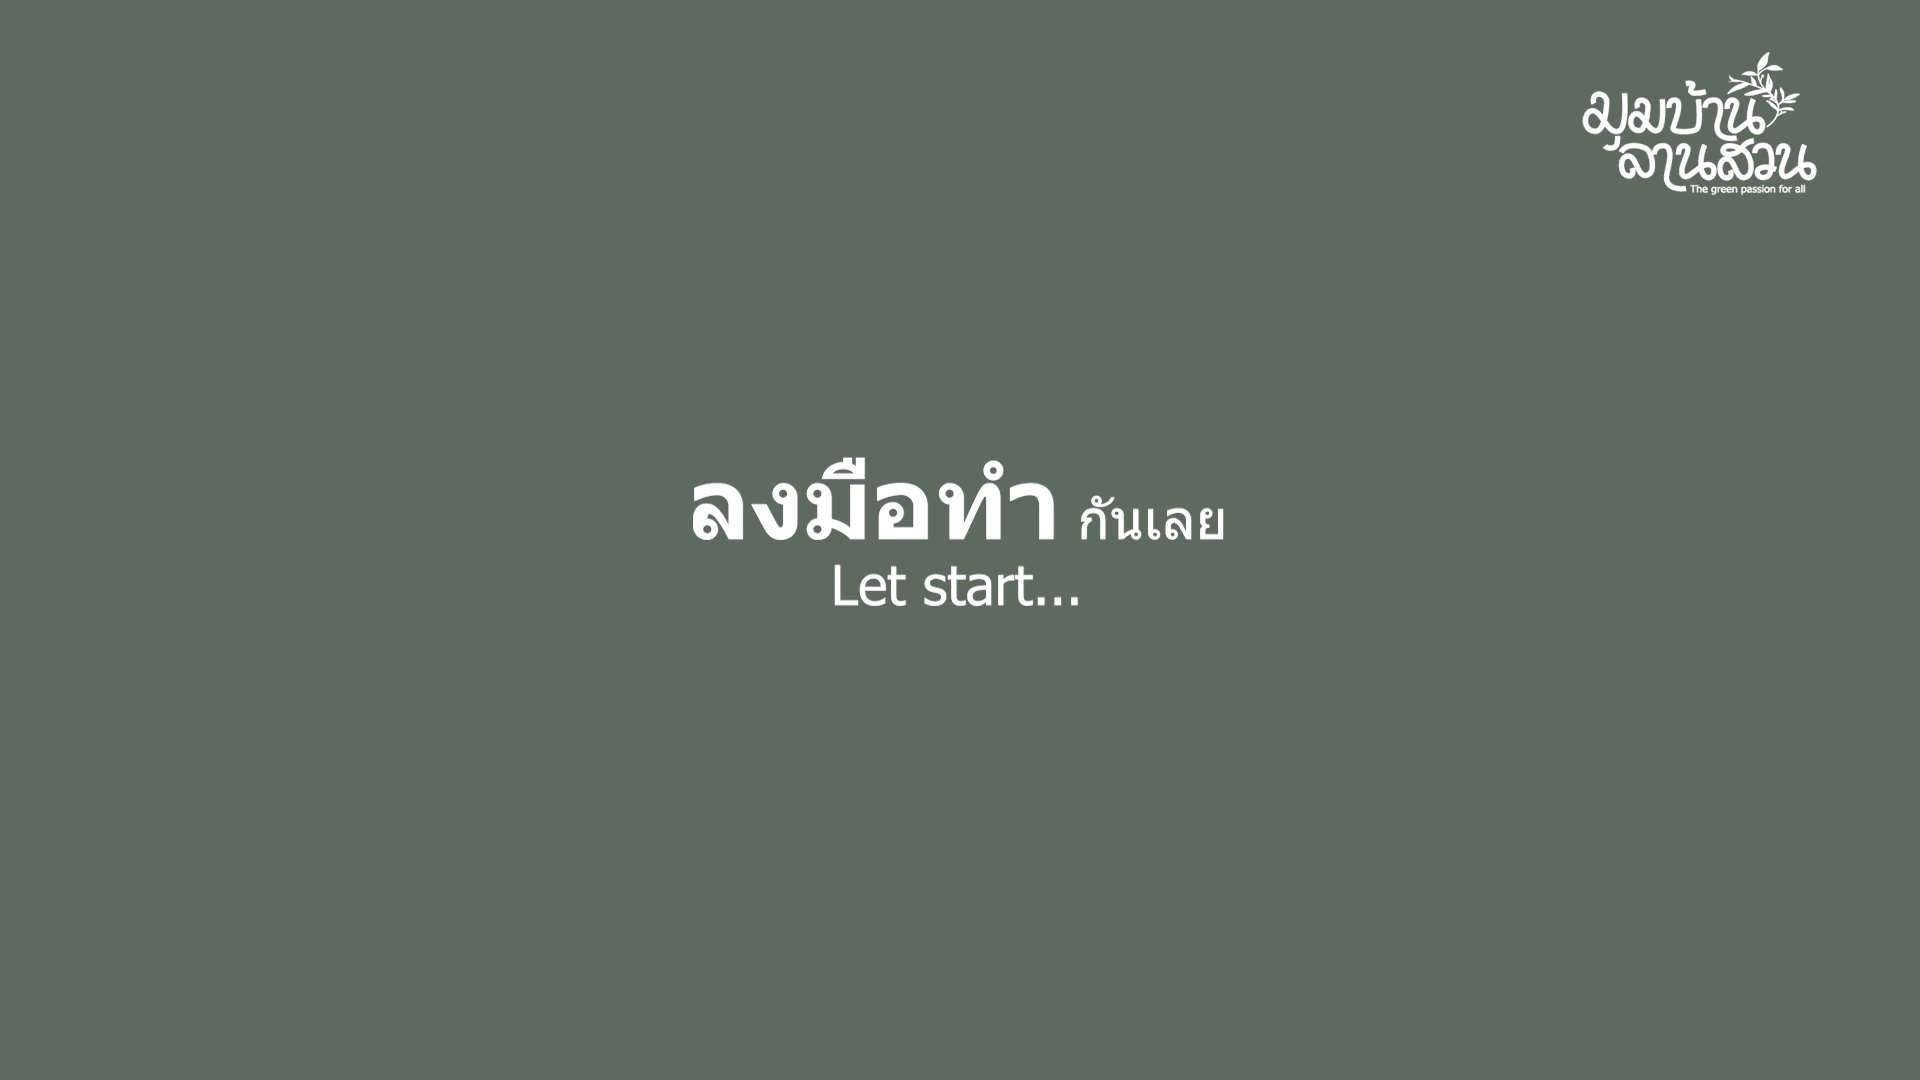 มุมบ้าน
ลานสวน
The green passion for all
ลงมือทำ กันเลย
Let start...